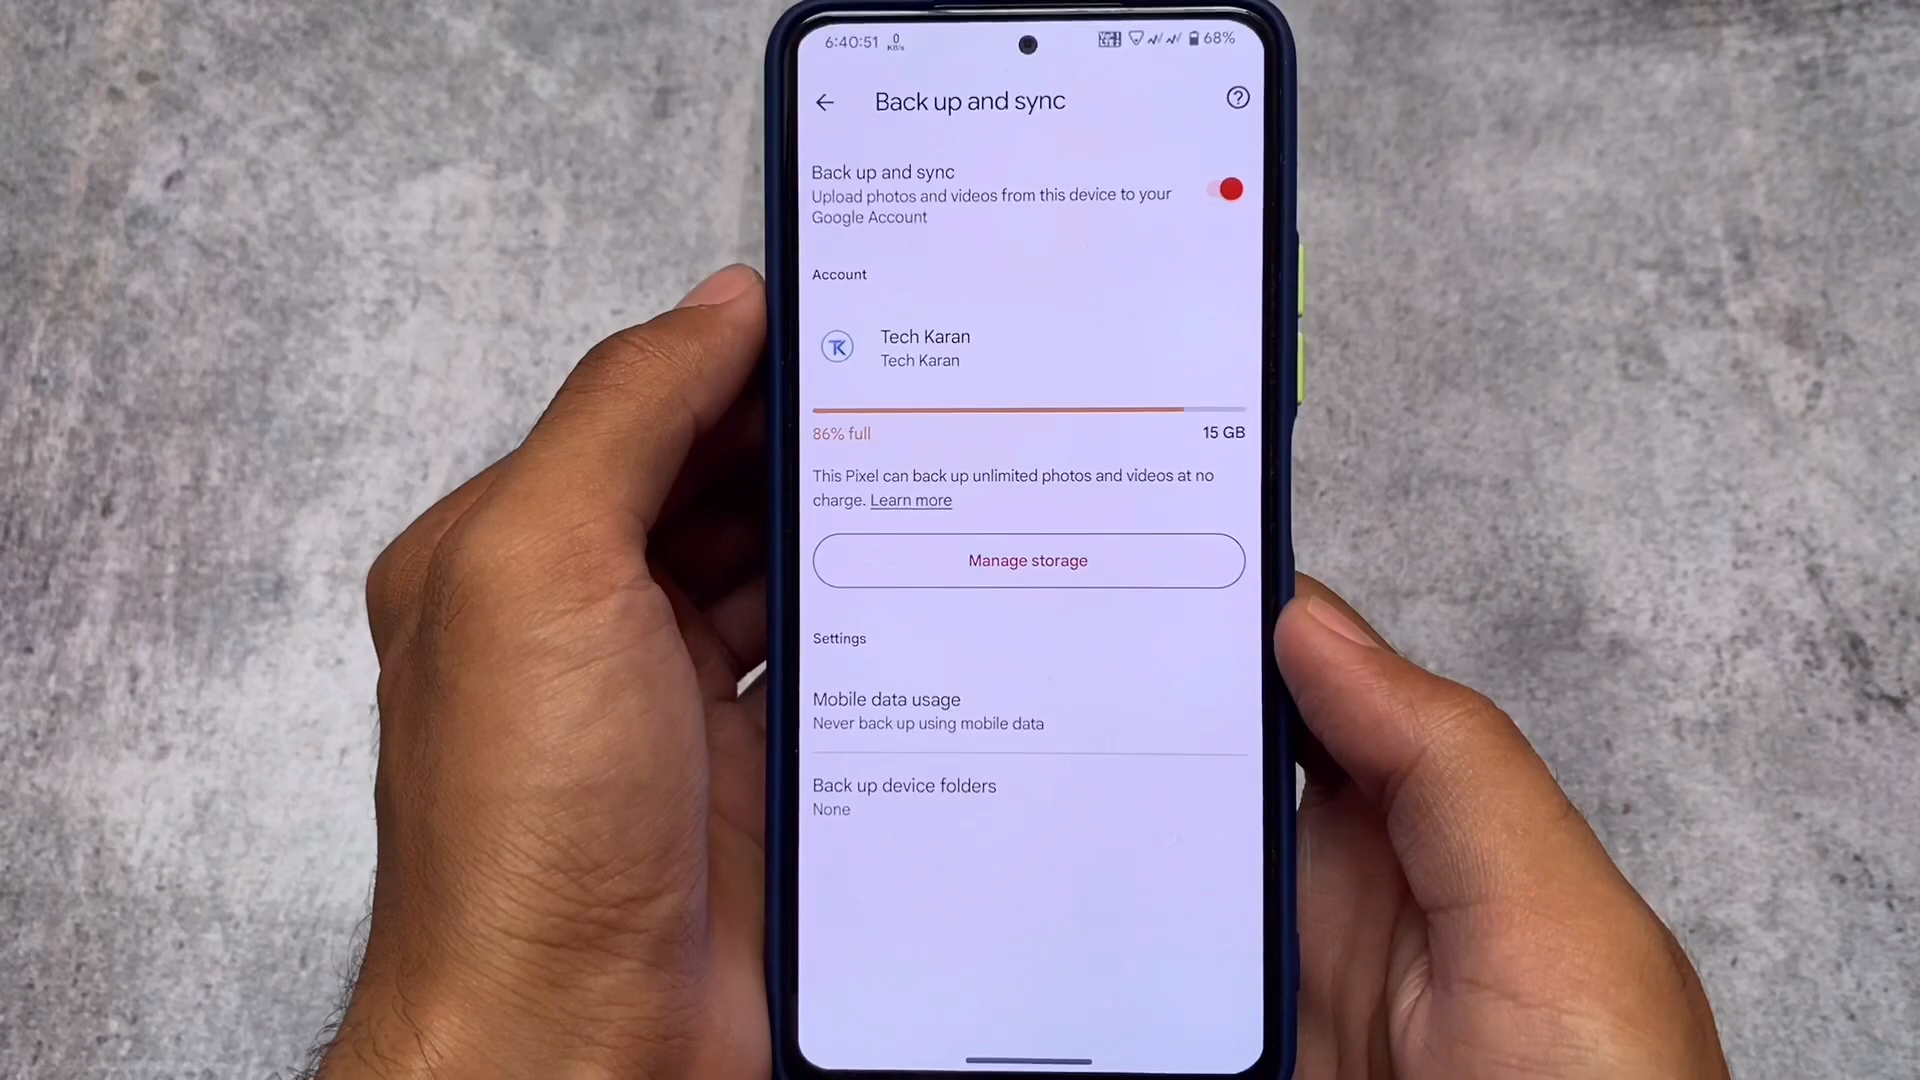 6:40:51 0 KB/s 68%
Back up and sync
Back up and sync
Upload photos and videos from this device to your
Google Account
Account
TK
Tech Karan
Tech Karan
86% full 15 GB
This Pixel can back up unlimited photos and videos at no
charge. Learn more
Manage storage
Settings
Mobile data usage
Never back up using mobile data
Back up device folders
None